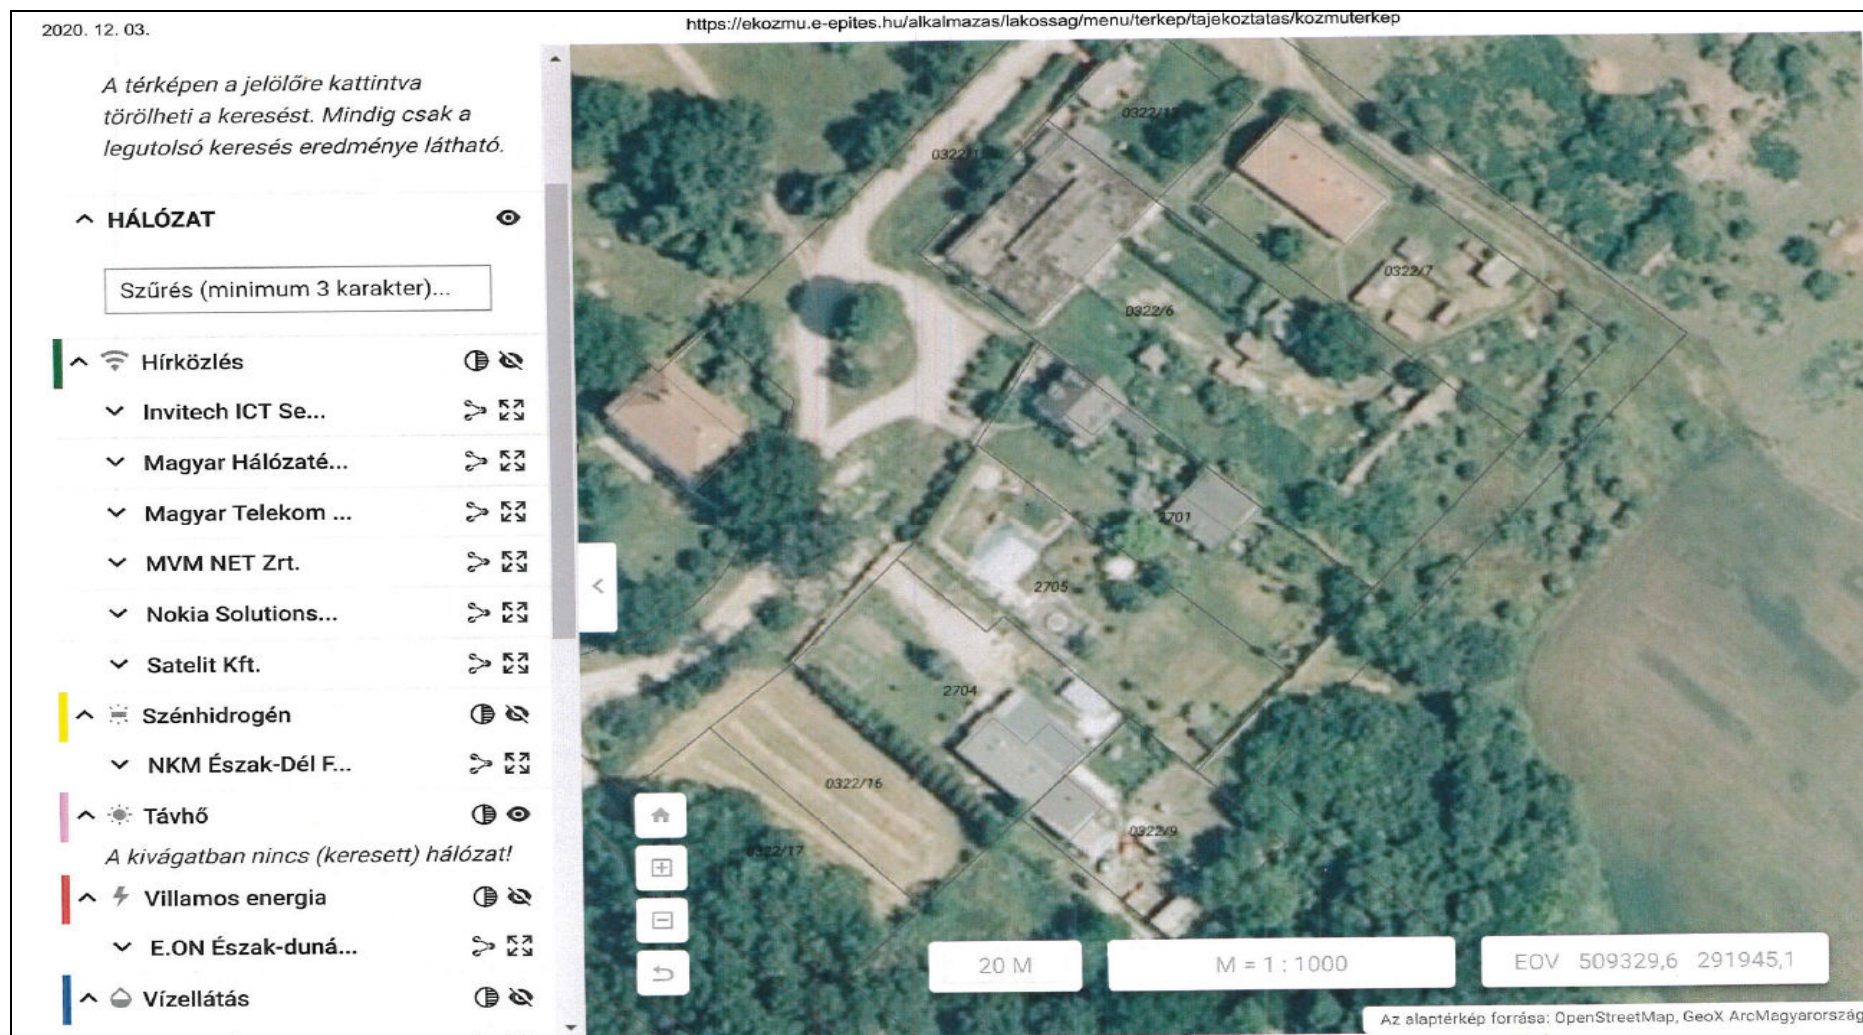 2020. 12. 03.
https://ekozmu.e-epites.hu/alkalmazas/lakossag/menu/terkep/tajekoztatas/kozmuterkep
A térképen a jelölőre kattintva
törölheti a keresést. Mindig csak a
legutolsó keresés eredménye látható.
HÁLÓZAT
Szűrés (minimum 3 karakter)...
Hírközlés
Invitech ICT Se...
Magyar Hálózaté...
Magyar Telekom ...
MVM NET Zrt.
Nokia Solutions...
Satelit Kft.
Szénhidrogén
NKM Észak-Dél F...
Távhő
A kivágatban nincs (keresett) hálózat!
Villamos energia
E.ON Észak-duná...
Vízellátás
0322/7
0322/6
2701
2705
2704
0322/16
0322/9
0322/17
20 M
M = 1 : 1000
EOV 509329,6 291945,1
Az alaptérkép forrása: OpenStreetMap, GeoX ArcMagyarország